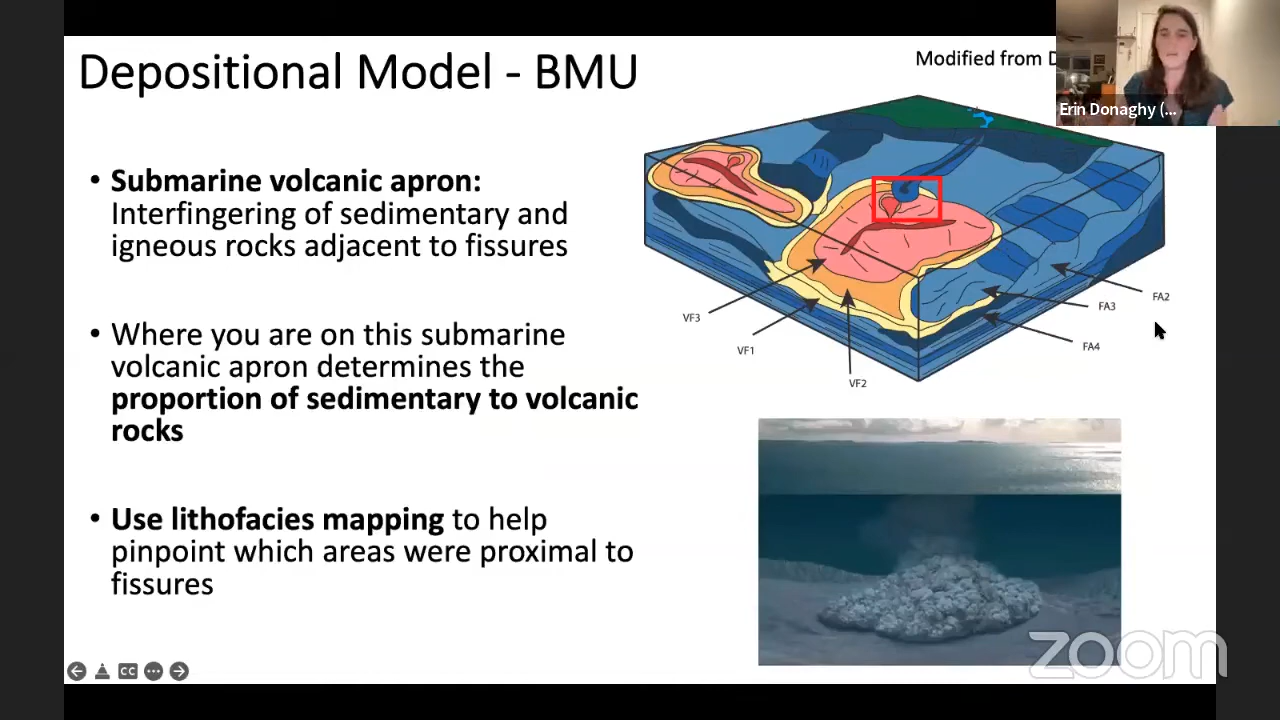 Depositional Model - BMU
Modified from D
Erin Donaghy (...
• Submarine volcanic apron:
Interfingering of sedimentary and
igneous rocks adjacent to fissures
• Where you are on this submarine
volcanic apron determines the
proportion of sedimentary to volcanic
rocks
• Use lithofacies mapping to help
pinpoint which areas were proximal to
fissures
VF3
VF1
VF2
FA2
FA3
FA4
CC
zoom